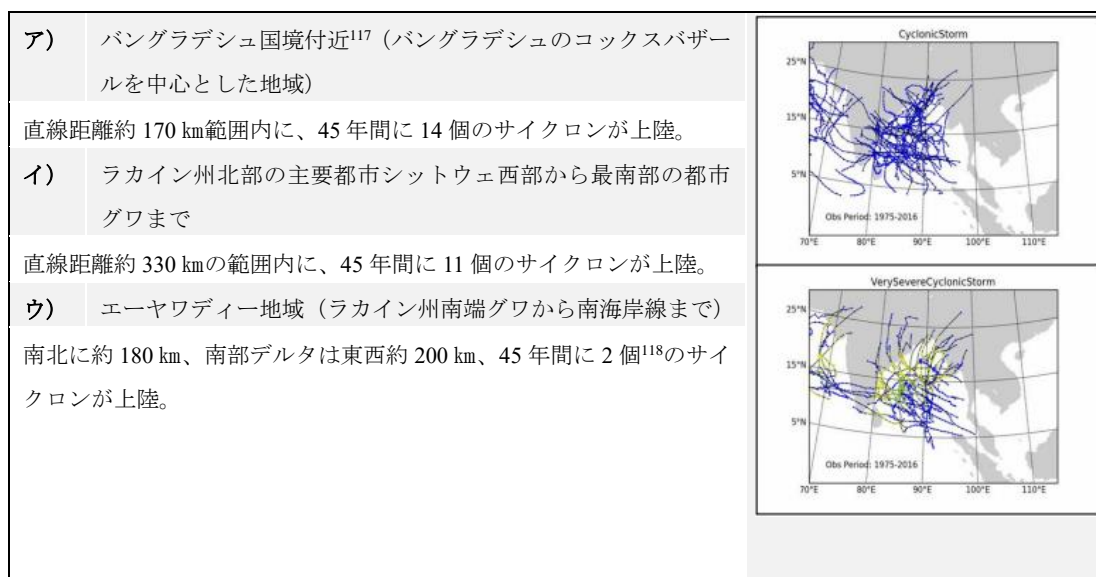 ア） バングラデシュ国境付近117（バングラデシュのコックスバザー
ルを中心とした地域）
直線距離約 170 ㎞範囲内に、45 年間に 14 個のサイクロンが上陸。
イ） ラカイン州北部の主要都市シットウェ西部から最南部の都市
グワまで
直線距離約 330 ㎞の範囲内に、45 年間に 11 個のサイクロンが上陸。
ウ） エーヤワディー地域（ラカイン州南端グワから南海岸線まで）
南北に約 180 ㎞、南部デルタは東西約 200 ㎞、45 年間に 2 個118のサイ
クロンが上陸。
CyclonicStorm
25°N
15°N
5°N
Obs Period: 1975-2016
70°E 80°E 90°E 100°E 110°E
VerySevereCyclonicStorm
25°N
15°N
5°N
Obs Period: 1975-2016
70°E 80°E 90°E 100°E 110°E